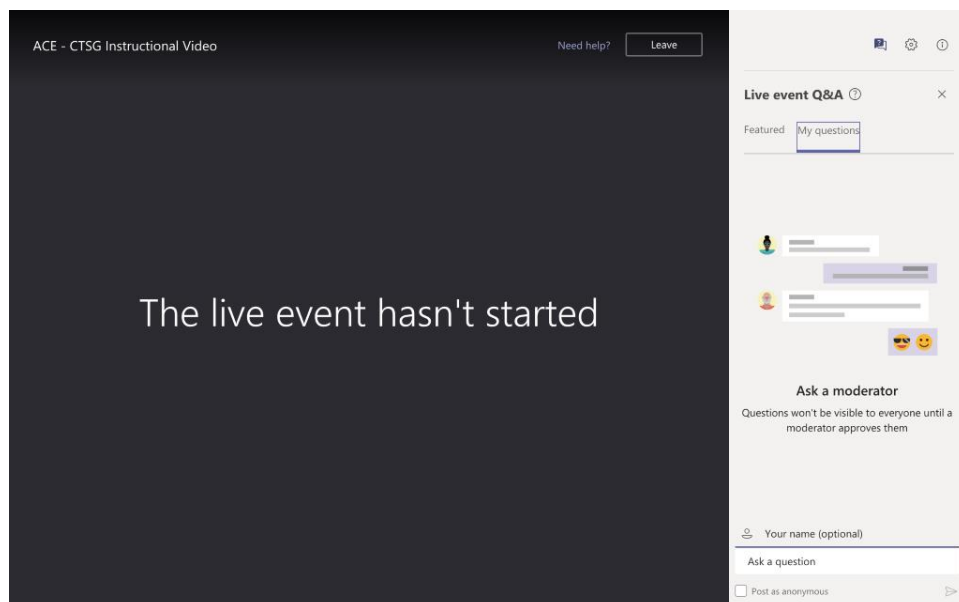 ACE - CTSG Instructional Video
Need help?
Leave
The live event hasn't started
Live event Q&A
Featured
My questions
Ask a moderator
Questions won't be visible to everyone until a
moderator approves them
Your name (optional)
Ask a question
Post as anonymous